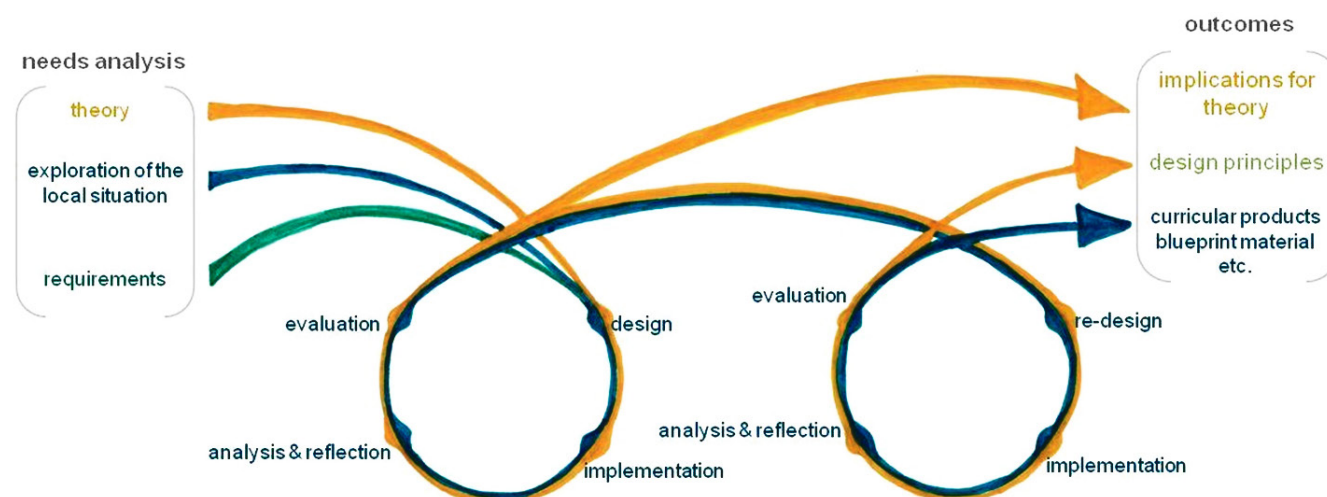 needs analysis
theory
exploration of the
local situation
requirements
evaluation
design
analysis & reflection
implementation
evaluation
re-design
analysis & reflection
implementation
outcomes
implications for
theory
design principles
curricular products
blueprint material
etc.